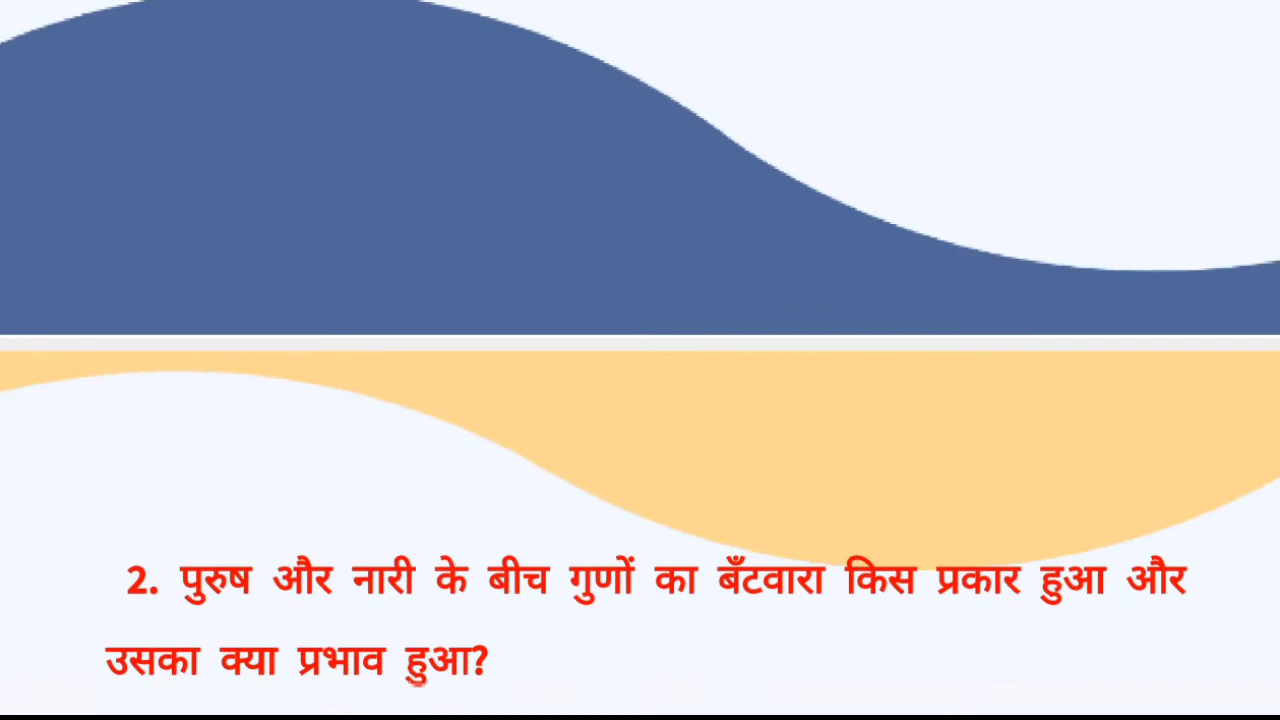 2. पुरुष और नारी के बीच गुणों का बँटवारा किस प्रकार हुआ और
उसका क्या प्रभाव हुआ?